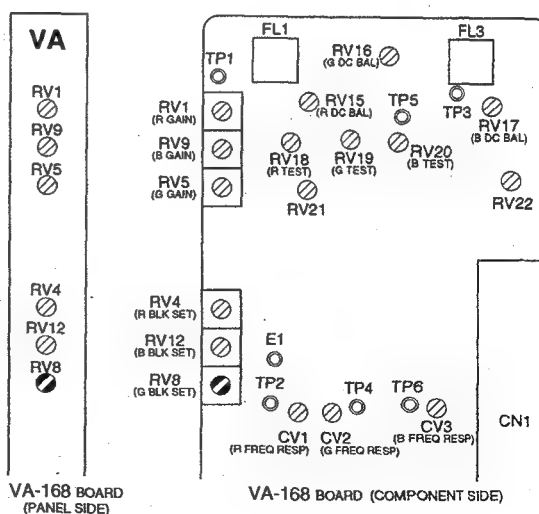 VA
RV1
RV9
RV5
RV4
RV12
RV8
VA-168 BOARD
(PANEL SIDE)
FL1
FL3
RV16
(G DC BAL)
TP1
RV1
(R GAIN)
RV15
(R DC BAL)
TP5
TP3
RV17
(B DC BAL)
RV9
(B GAIN)
RV18
(R TEST)
RV19
(G TEST)
RV20
(B TEST)
RV5
(G GAIN)
RV21
RV22
RV4
(R BLK SET)
RV12
(B BLK SET)
E1
RV8
(G BLK SET)
TP2
TP4
TP6
CV1
(R FREQ RESP)
CV2
(G FREQ RESP)
CV3
(B FREQ RESP)
CN1
VA-168 BOARD (COMPONENT SIDE)